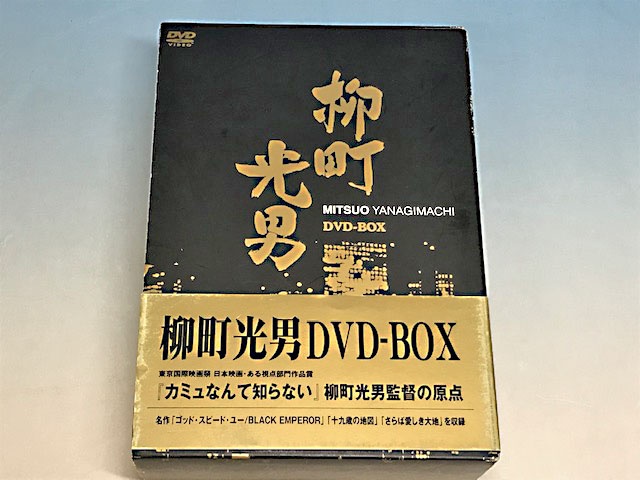 DVD
VIDEO
柳町
光男
MITSUO YANAGIMACHI
DVD-BOX
柳町光男DVD-BOX
東京国際映画祭 日本映画・ある視点部門作品賞
『カミュなんて知らない』柳町光男監督の原点
名作「ゴッド・スピード・ユー/BLACK EMPEROR」「十九歳の地図」「さらば愛しき大地」を収録